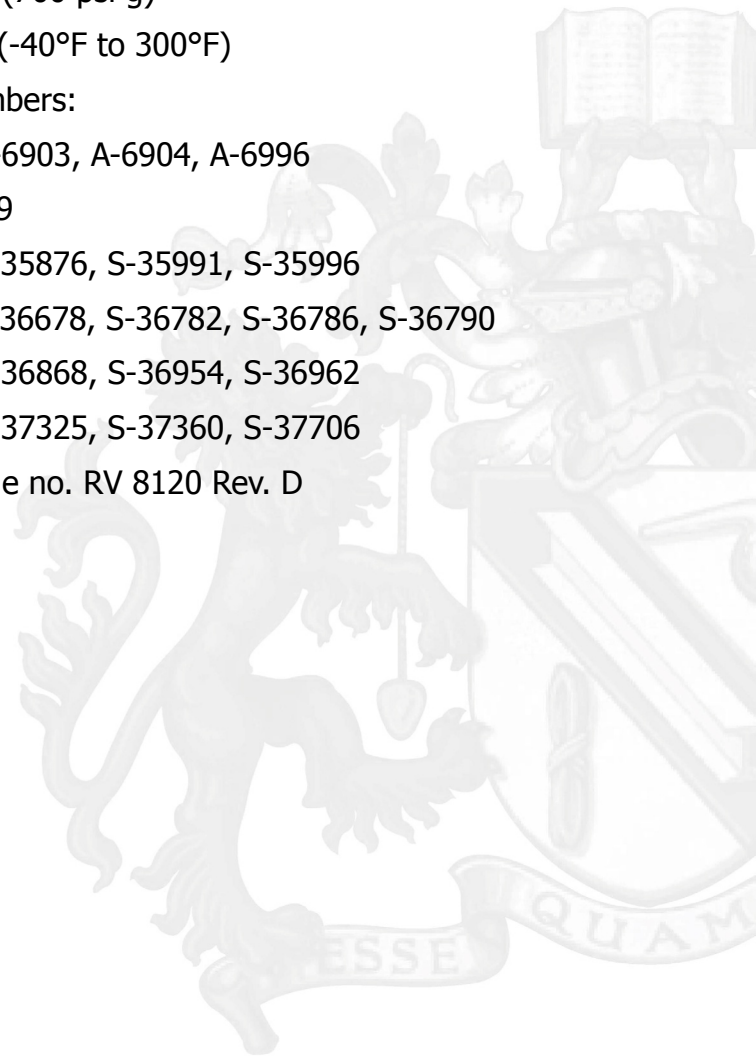 (-40°F to 300°F)
nbers:
6903, A-6904, A-6996
9
35876, S-35991, S-35996
36678, S-36782, S-36786, S-36790
36868, S-36954, S-36962
37325, S-37360, S-37706
e no. RV 8120 Rev. D
ESSE QUAM